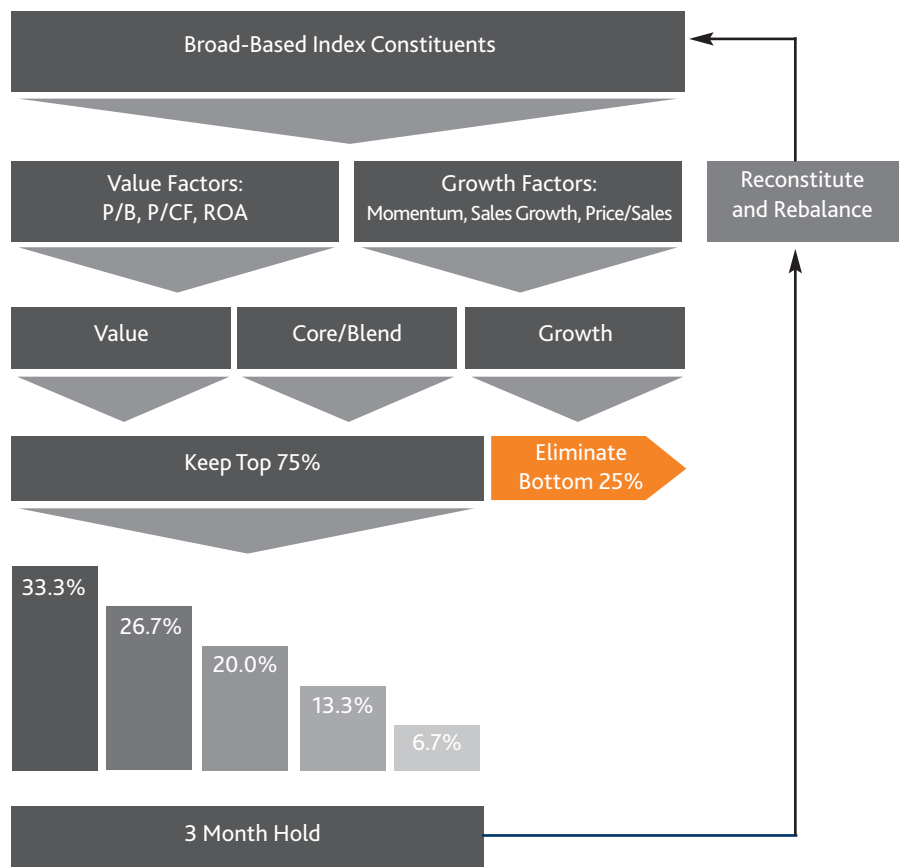 Broad-Based Index Constituents
Value Factors:
P/B, P/CF, ROA
Growth Factors:
Momentum, Sales Growth, Price/Sales
Reconstitute
and Rebalance
Value
Core/Blend
Growth
Keep Top 75%
Eliminate
Bottom 25%
33.3%
26.7%
20.0%
13.3%
6.7%
3 Month Hold